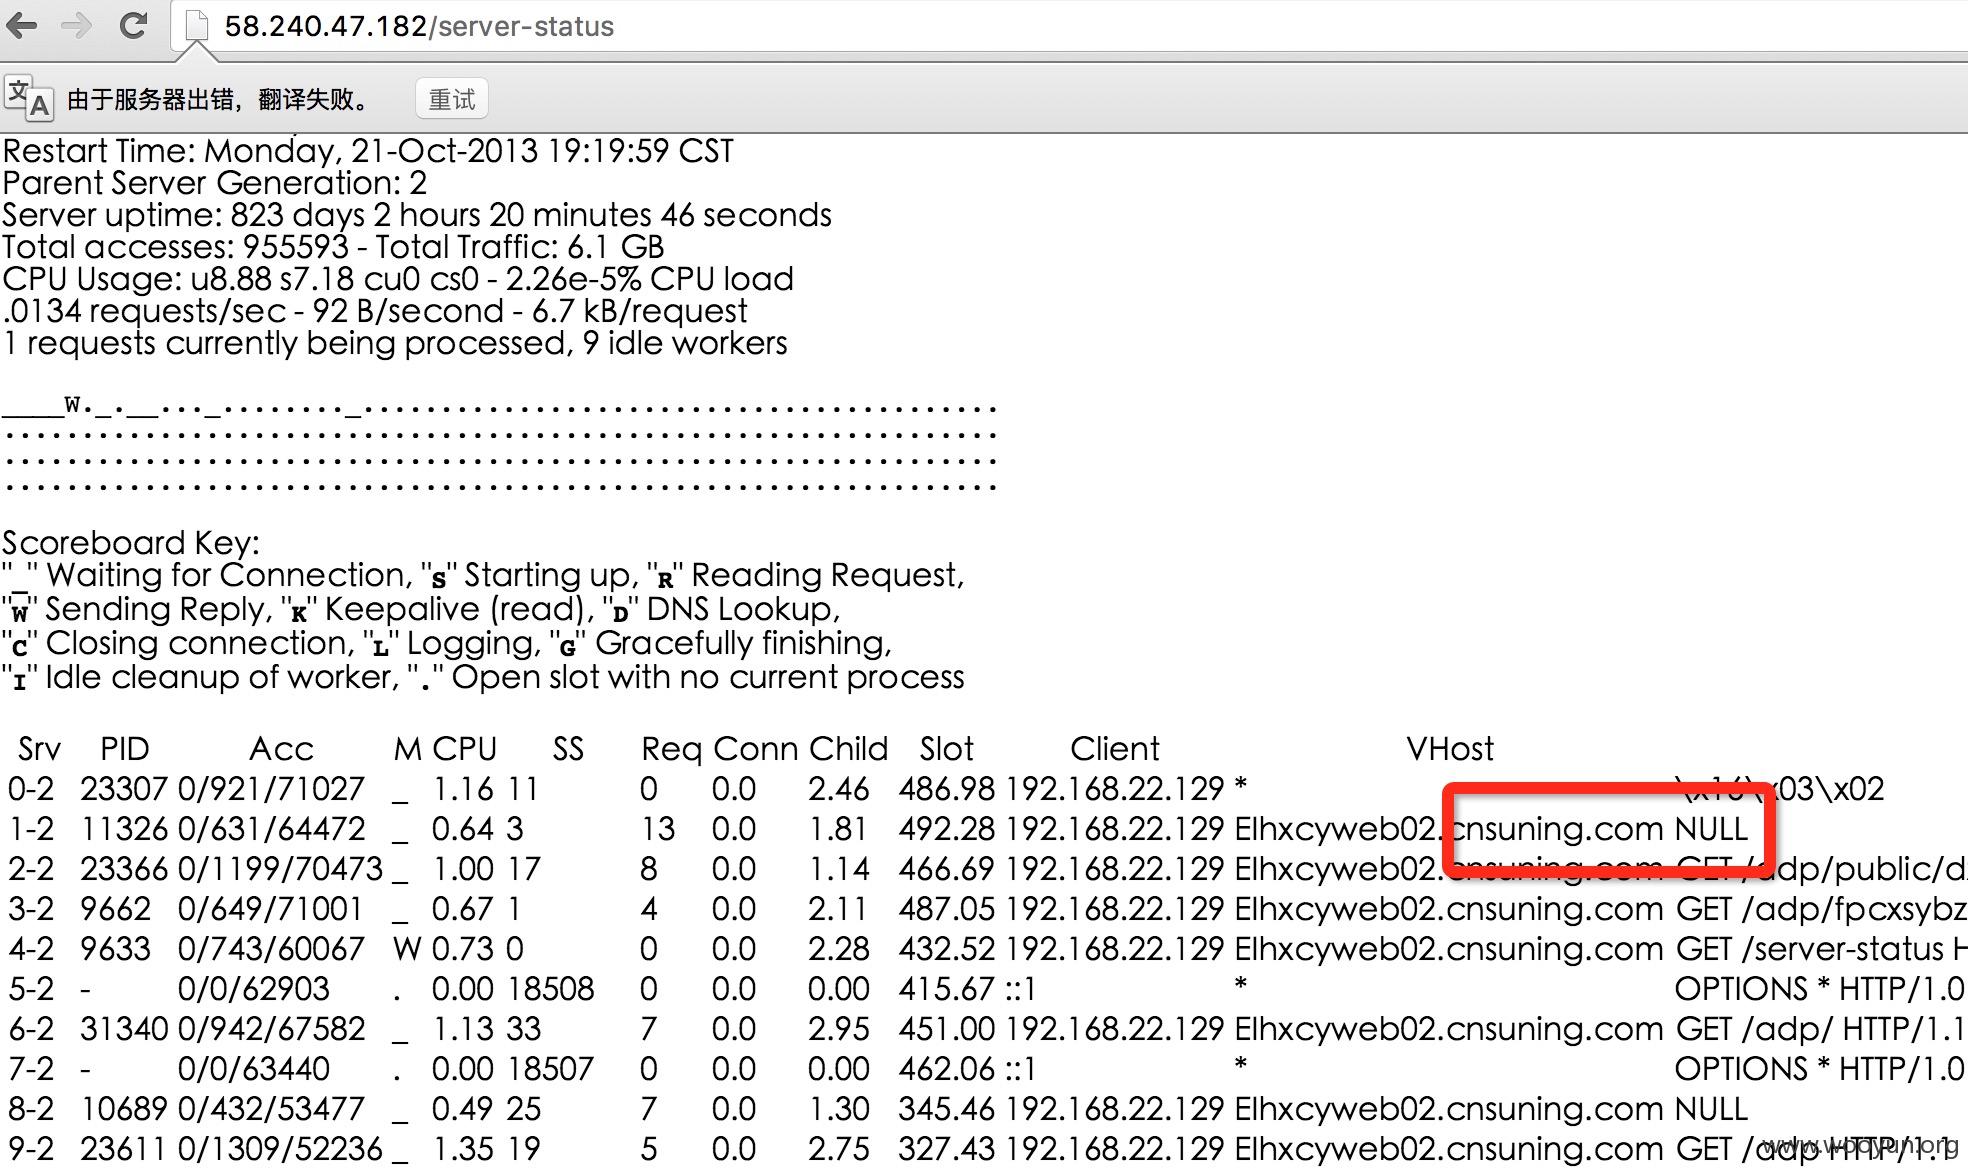 58.240.47.182/server-status
由于服务器出错，翻译失败。 重试
Restart Time: Monday, 21-Oct-2013 19:19:59 CST
Parent Server Generation: 2
Server uptime: 823 days 2 hours 20 minutes 46 seconds
Total accesses: 955593 - Total Traffic: 6.1 GB
CPU Usage: u8.88 s7.18 cu0 cs0 - 2.26e-5% CPU load
.0134 requests/sec - 92 B/second - 6.7 kB/request
1 requests currently being processed, 9 idle workers
____W._.__..._........_.........................................
................................................................
................................................................
................................................................
Scoreboard Key:
"_" Waiting for Connection, "S" Starting up, "R" Reading Request,
"W" Sending Reply, "K" Keepalive (read), "D" DNS Lookup,
"C" Closing connection, "L" Logging, "G" Gracefully finishing,
"I" Idle cleanup of worker, "." Open slot with no current process
Srv PID Acc M CPU SS Req Conn Child Slot Client VHost
0-2 23307 0/921/71027 _ 1.16 11 0 0.0 2.46 486.98 192.168.22.129 * \x16\x03\x02
1-2 11326 0/631/64472 _ 0.64 3 13 0.0 1.81 492.28 192.168.22.129 Elhxcyweb02.cnsuning.com NULL
2-2 23366 0/1199/70473 _ 1.00 17 8 0.0 1.14 466.69 192.168.22.129 Elhxcyweb02.cnsuning.com GET /adp/public/d
3-2 9662 0/649/71001 _ 0.67 1 4 0.0 2.11 487.05 192.168.22.129 Elhxcyweb02.cnsuning.com GET /adp/fpcxsybz
4-2 9633 0/743/60067 W 0.73 0 0 0.0 2.28 432.52 192.168.22.129 Elhxcyweb02.cnsuning.com GET /server-status H
5-2 - 0/0/62903 . 0.00 18508 0 0.0 0.00 415.67 ::1 * OPTIONS * HTTP/1.0
6-2 31340 0/942/67582 _ 1.13 33 7 0.0 2.95 451.00 192.168.22.129 Elhxcyweb02.cnsuning.com GET /adp/ HTTP/1.1
7-2 - 0/0/63440 . 0.00 18507 0 0.0 0.00 462.06 ::1 * OPTIONS * HTTP/1.0
8-2 10689 0/432/53477 _ 0.49 25 7 0.0 1.30 345.46 192.168.22.129 Elhxcyweb02.cnsuning.com NULL
9-2 23611 0/1309/52236 _ 1.35 19 5 0.0 2.75 327.43 192.168.22.129 Elhxcyweb02.cnsuning.com GET /adp HTTP/1.1
www.wooyun.org